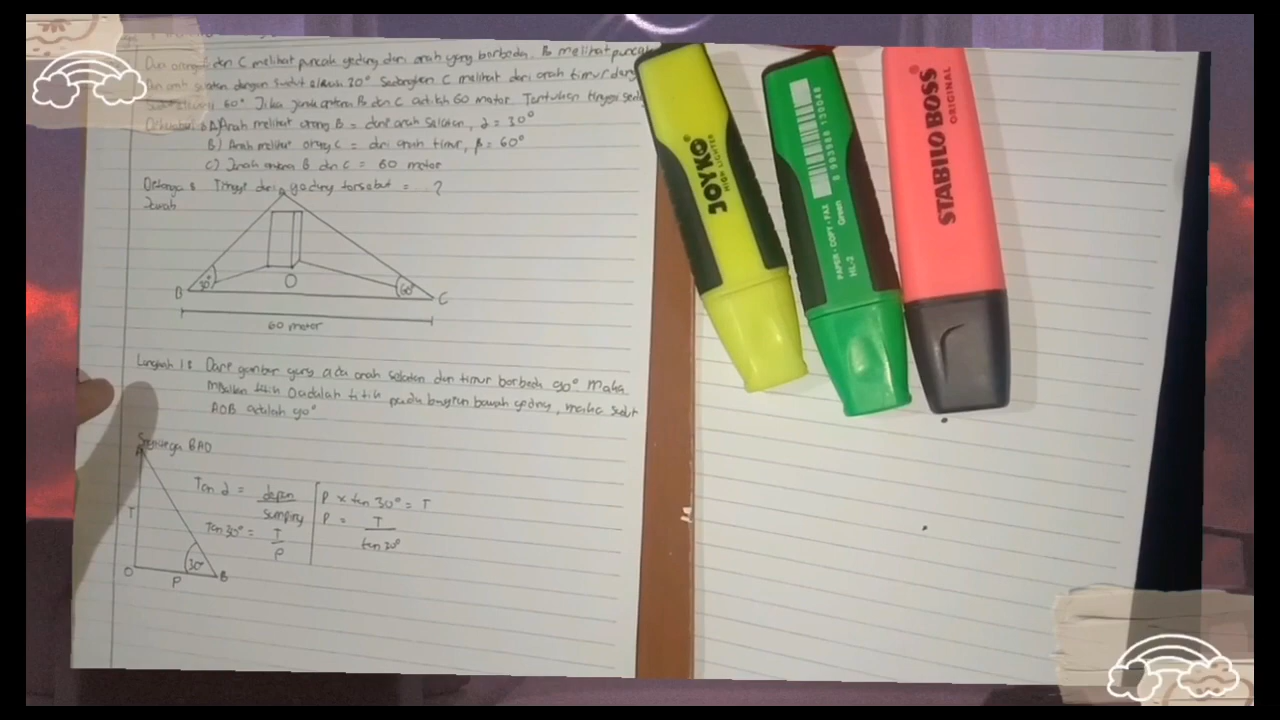 Dua orang B dan C melihat puncak gedung dari arah yang berbeda. B melihat puncak
Dari arah selatan dengan sudut elevasi 30° Sedangkan C melihat dari arah timur deng
60° Jika jarak antara B dan C adalah 60 meter. Tentukan tinggi
Diketahui : A) Arah melihat orang B = dari arah selatan, α = 30°
B) Arah melihat orang C = dari arah timur, β = 60°
C) Jarak antara B dan C = 60 meter
Ditanya : Tinggi dari gedung tersebut = ...?
Jawab
A
30°
60°
B
O
C
60 meter
Langkah 1 : Dari gambar yang ada arah selatan dan timur berbeda 90° maka
misalkan titik O adalah titik pada bagian bawah gedung, maka sudut
AOB adalah 90°
Segitiga BAO
A
T
O
P
30°
B
Tan α = depan
samping
Tan 30° = T
P
P x tan 30° = T
P = T
tan 30°
JOYKO
HIGH LIGHTER
8 993988 130048
PAPER · COPY · FAX
Green
HL-2
STABILO BOSS
ORIGINAL